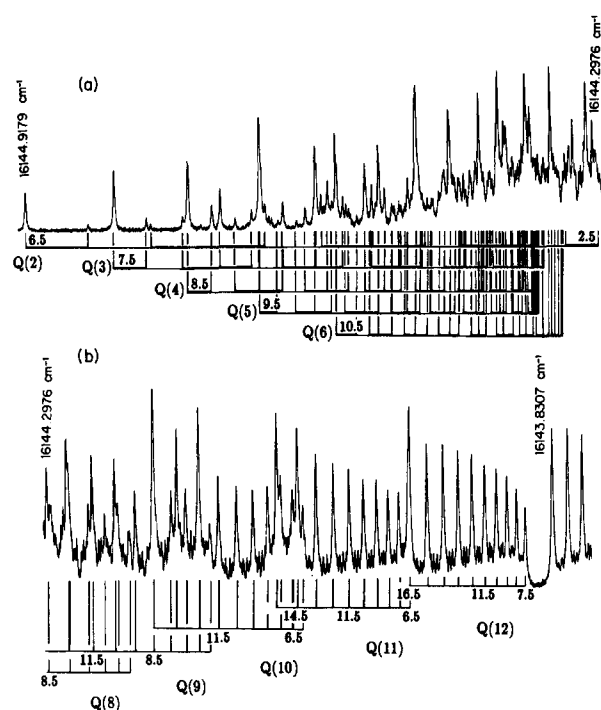 (a)
16144.9179 cm⁻¹
16144.2976 cm⁻¹
6.5
2.5
Q(2)
Q(3) 7.5
Q(4) 8.5
Q(5) 9.5
Q(6) 10.5
(b)
16144.2976 cm⁻¹
16143.8307 cm⁻¹
16.5 11.5 7.5
14.5 11.5 6.5
11.5 6.5
11.5 8.5
8.5
Q(8)
Q(9)
Q(10)
Q(11)
Q(12)